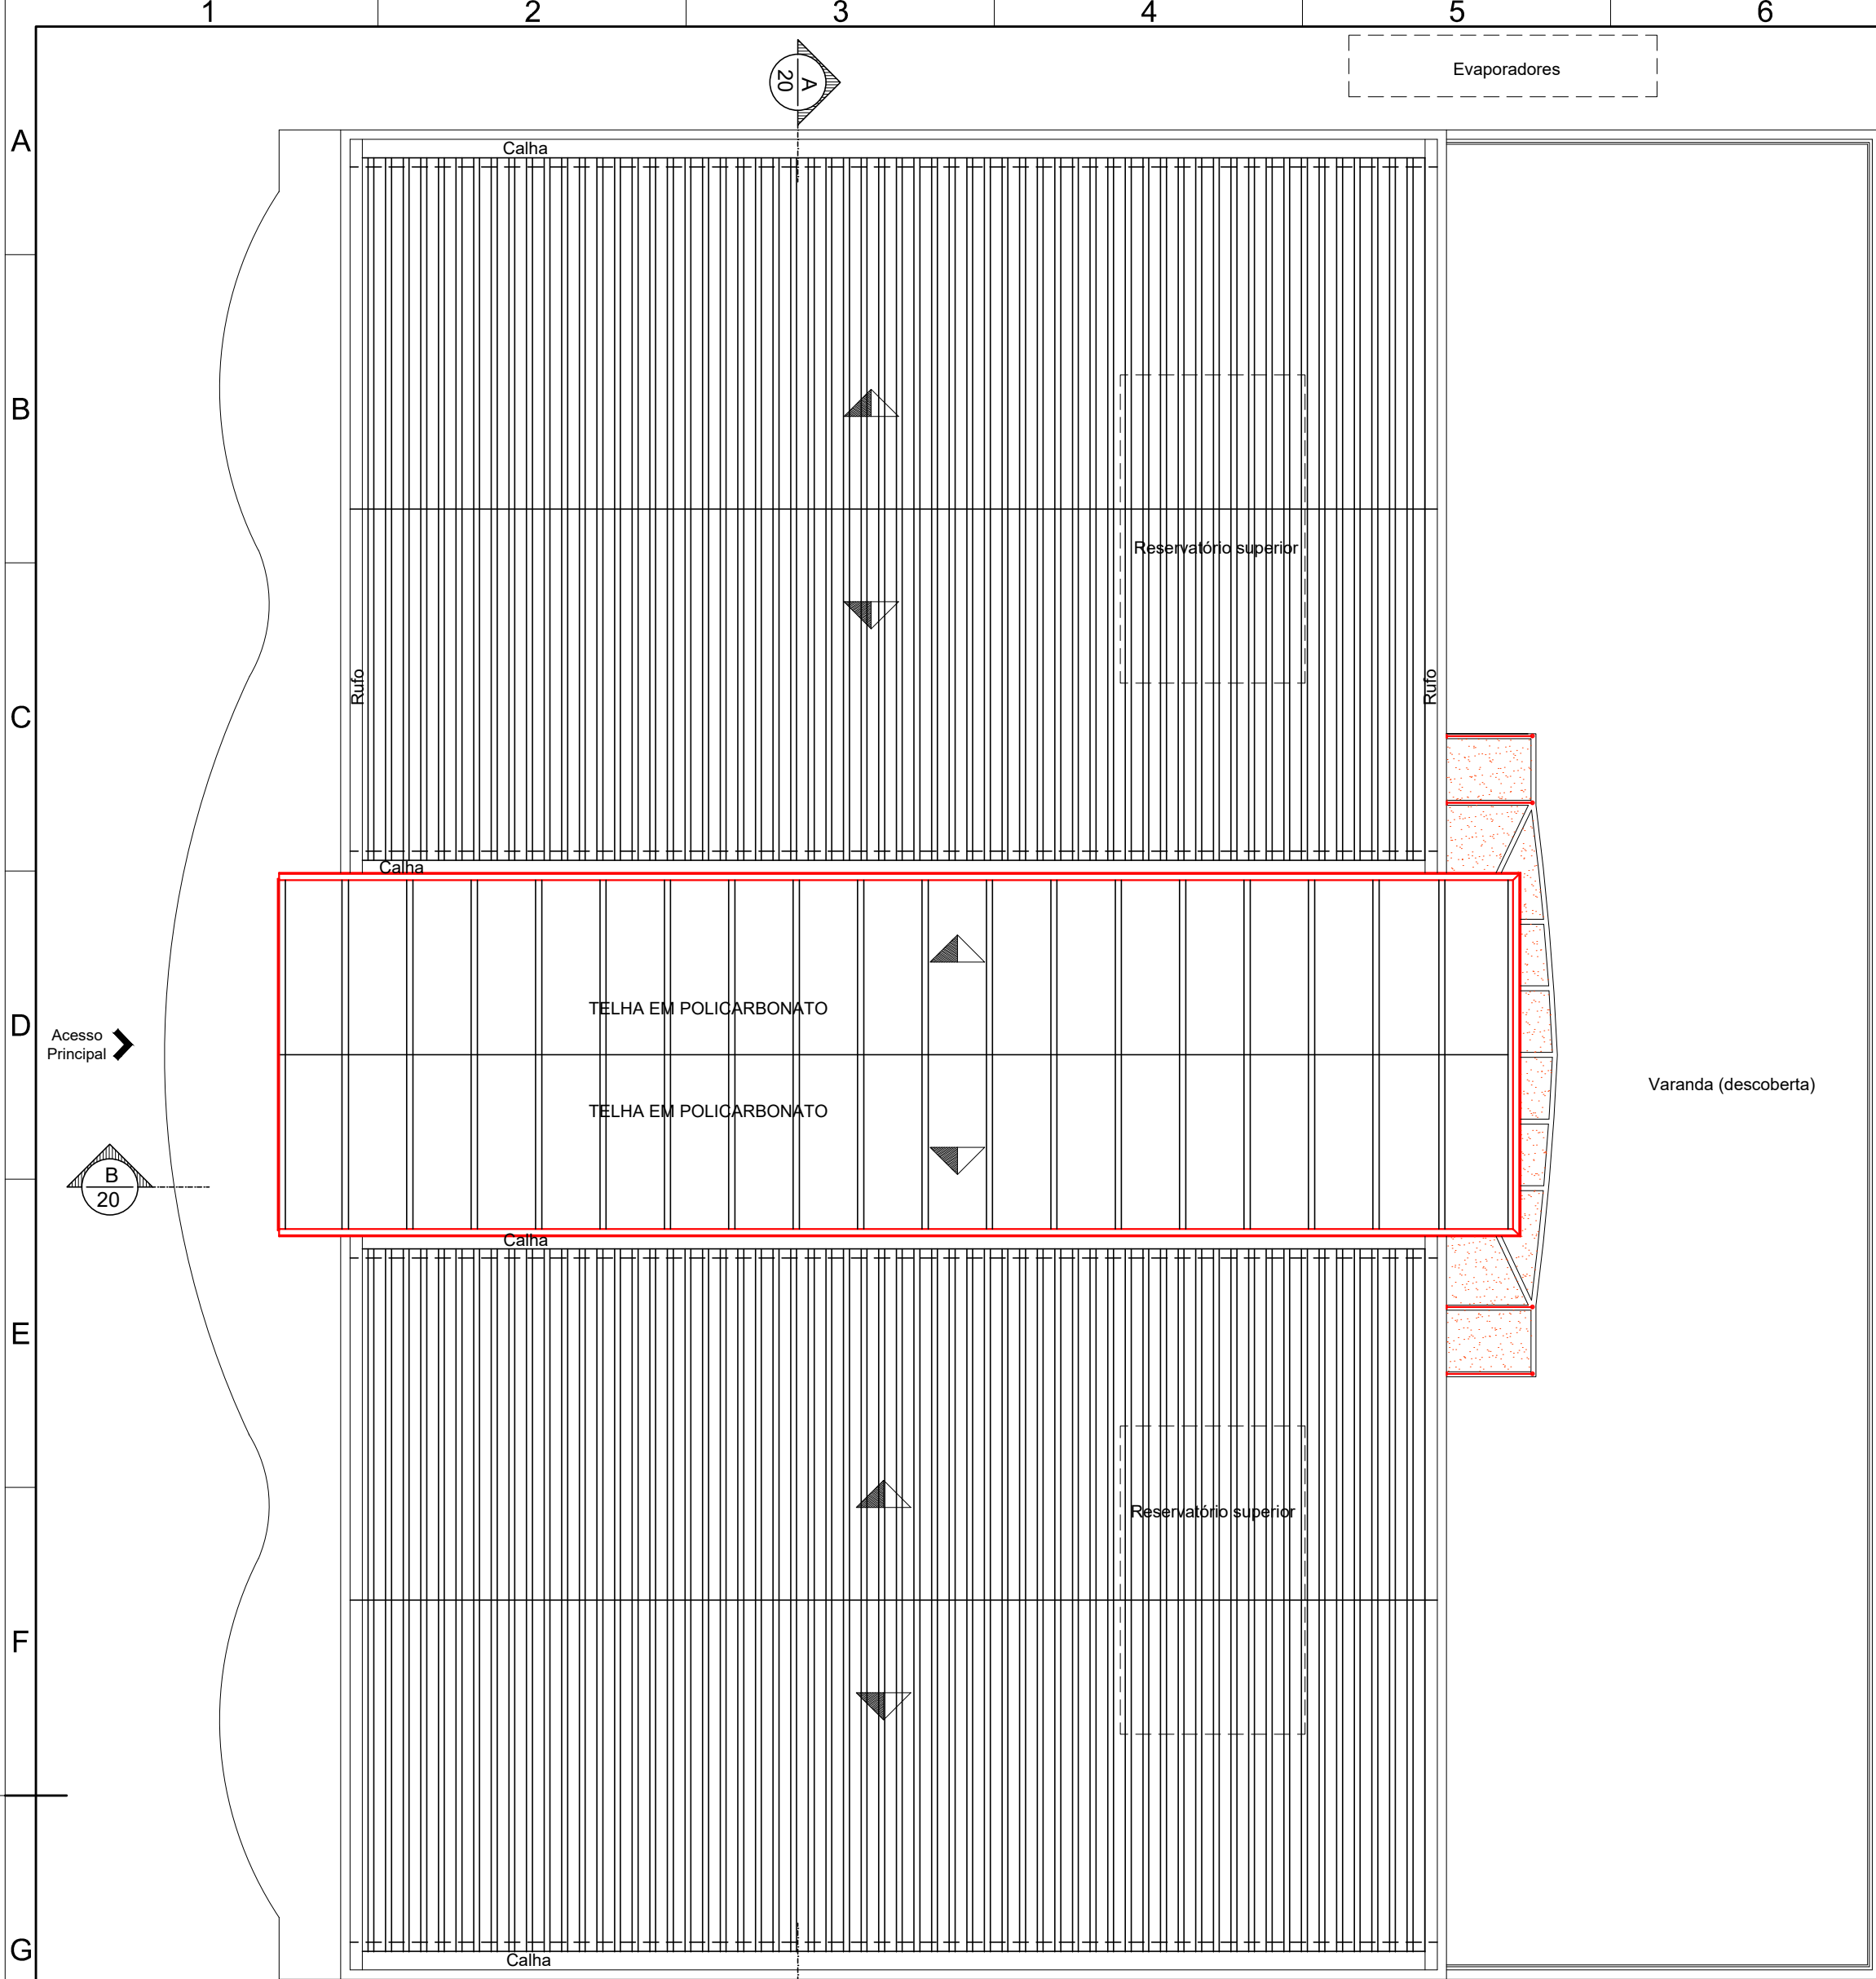 1
2
3
4
5
6
A
20
Evaporadores
A
Calha
B
Reservatório superior
Rufo
Rufo
C
Calha
TELHA EM POLICARBONATO
D
Acesso
Principal
Varanda (descoberta)
TELHA EM POLICARBONATO
B
20
Calha
E
Reservatório superior
F
G
Calha